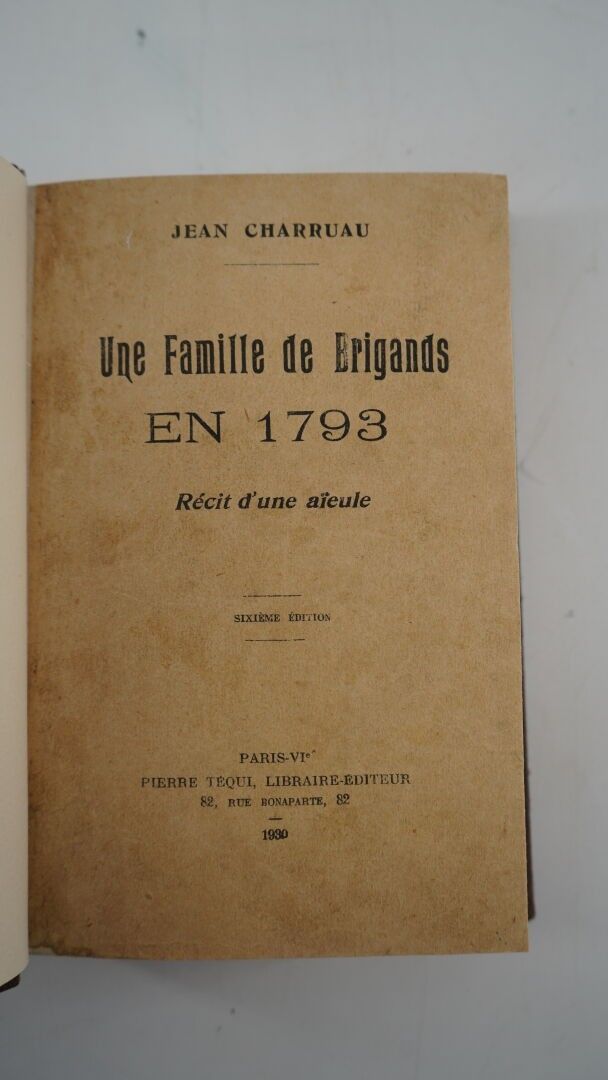 JEAN CHARRUAU
Une Famille de Brigands
EN 1793
Récit d'une aïeule
SIXIÈME ÉDITION
PARIS-VIe
PIERRE TÉQUI, LIBRAIRE-ÉDITEUR
82, RUE BONAPARTE, 82
1930